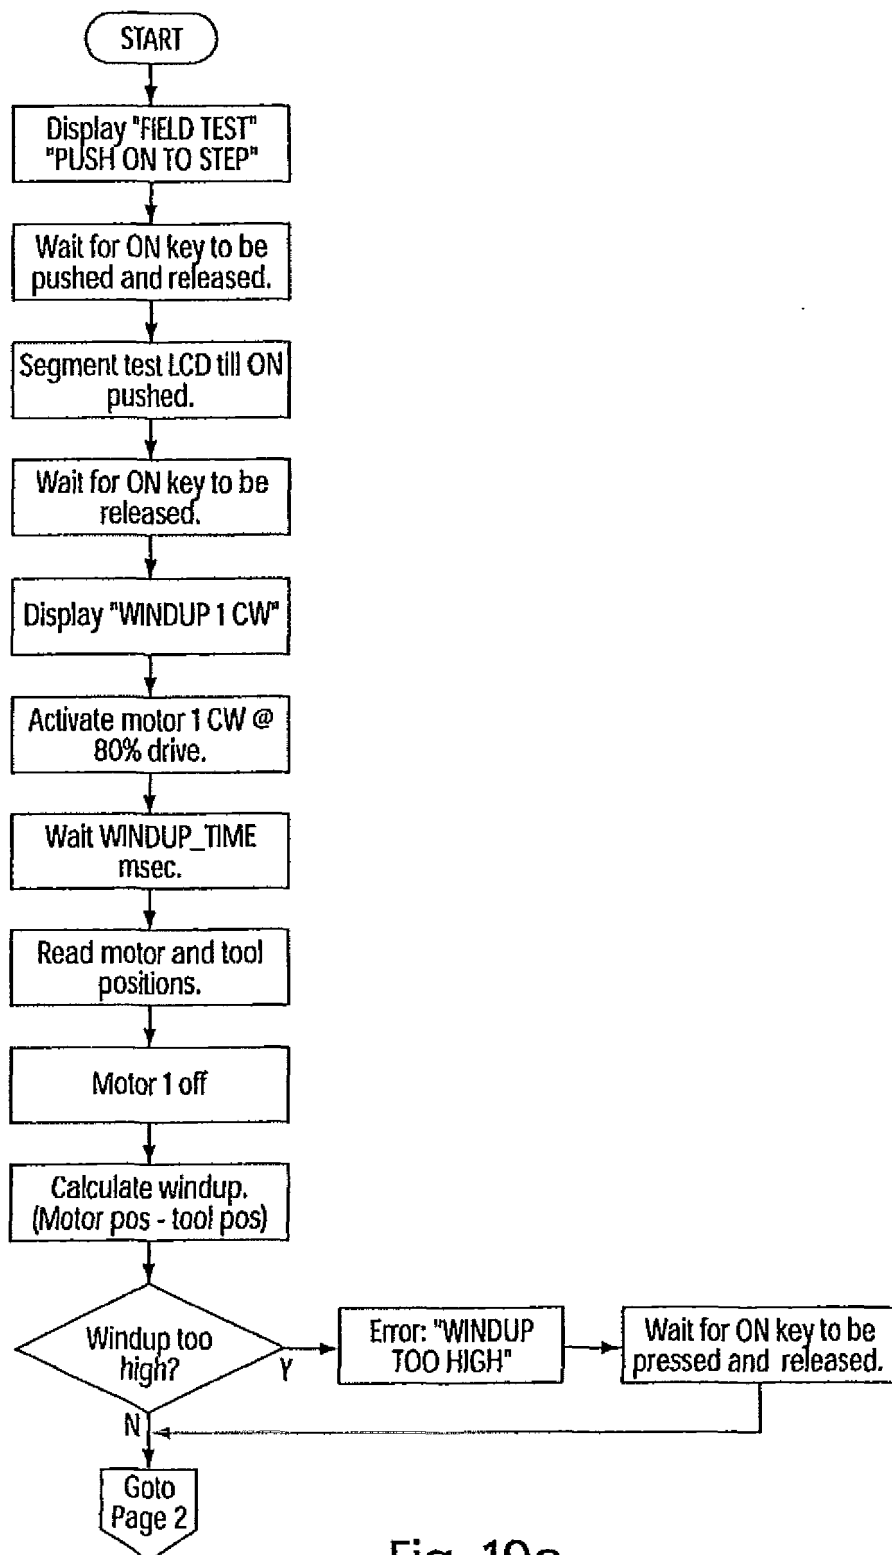 START
Display "FIELD TEST"
"PUSH ON TO STEP"
Wait for ON key to be
pushed and released.
Segment test LCD till ON
pushed.
Wait for ON key to be
released.
Display "WINDUP 1 CW"
Activate motor 1 CW @
80% drive.
Wait WINDUP_TIME
msec.
Read motor and tool
positions.
Motor 1 off
Calculate windup.
(Motor pos - tool pos)
Windup too
high?
Y
Error: "WINDUP
TOO HIGH"
Wait for ON key to be
pressed and released.
N
Goto
Page 2